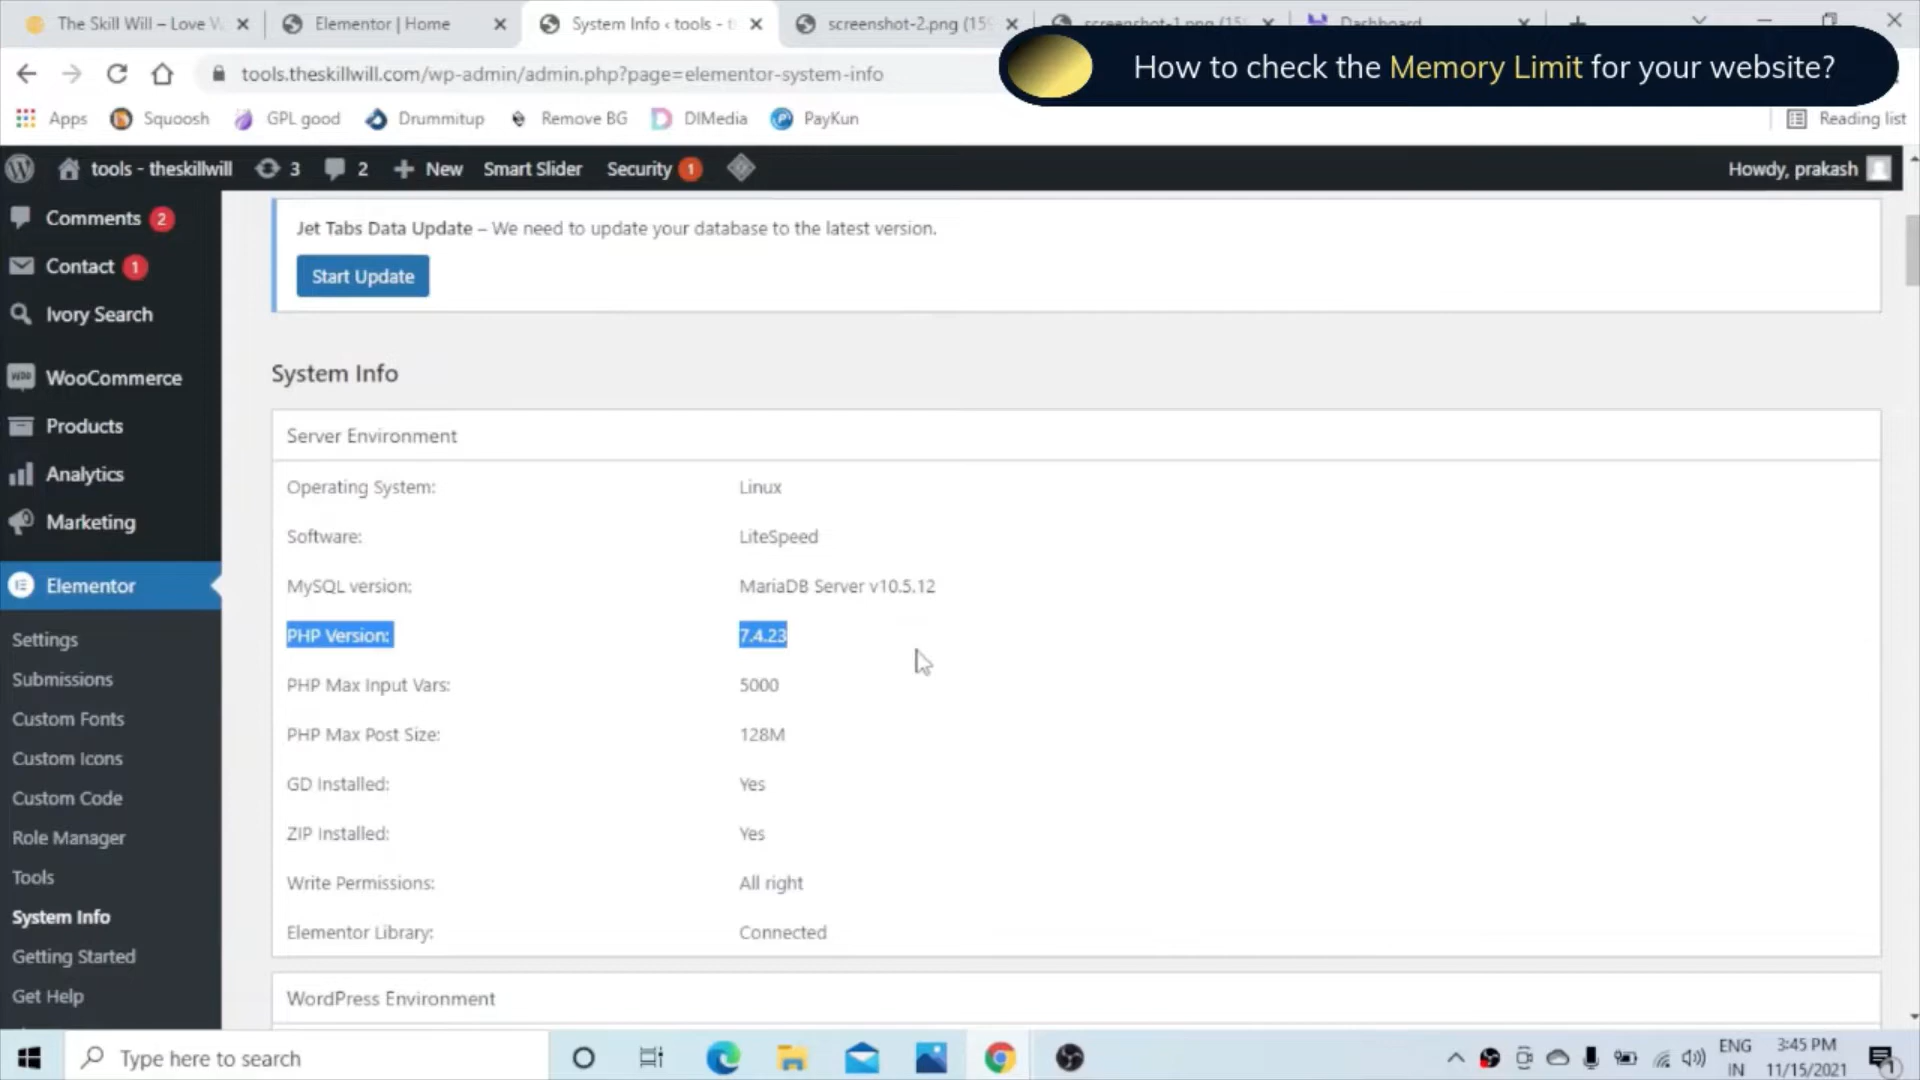 The Skill Will – Love
Elementor | Home
System Info ‹ tools -
screenshot-2.png (15
screenshot-1.png (15
Dashboard
How to check the Memory Limit for your website?
tools.theskillwill.com/wp-admin/admin.php?page=elementor-system-info
Apps
Squoosh
GPL good
Drummitup
Remove BG
DIMedia
PayKun
Reading list
tools - theskillwill
3
2
New
Smart Slider
Security 1
Howdy, prakash
Comments 2
Contact 1
Ivory Search
WooCommerce
Products
Analytics
Marketing
Elementor
Settings
Submissions
Custom Fonts
Custom Icons
Custom Code
Role Manager
Tools
System Info
Getting Started
Get Help
Jet Tabs Data Update – We need to update your database to the latest version.
Start Update
System Info
Server Environment
Operating System: Linux
Software: LiteSpeed
MySQL version: MariaDB Server v10.5.12
PHP Version: 7.4.23
PHP Max Input Vars: 5000
PHP Max Post Size: 128M
GD Installed: Yes
ZIP Installed: Yes
Write Permissions: All right
Elementor Library: Connected
WordPress Environment
Type here to search
ENG
IN
3:45 PM
11/15/2021
1